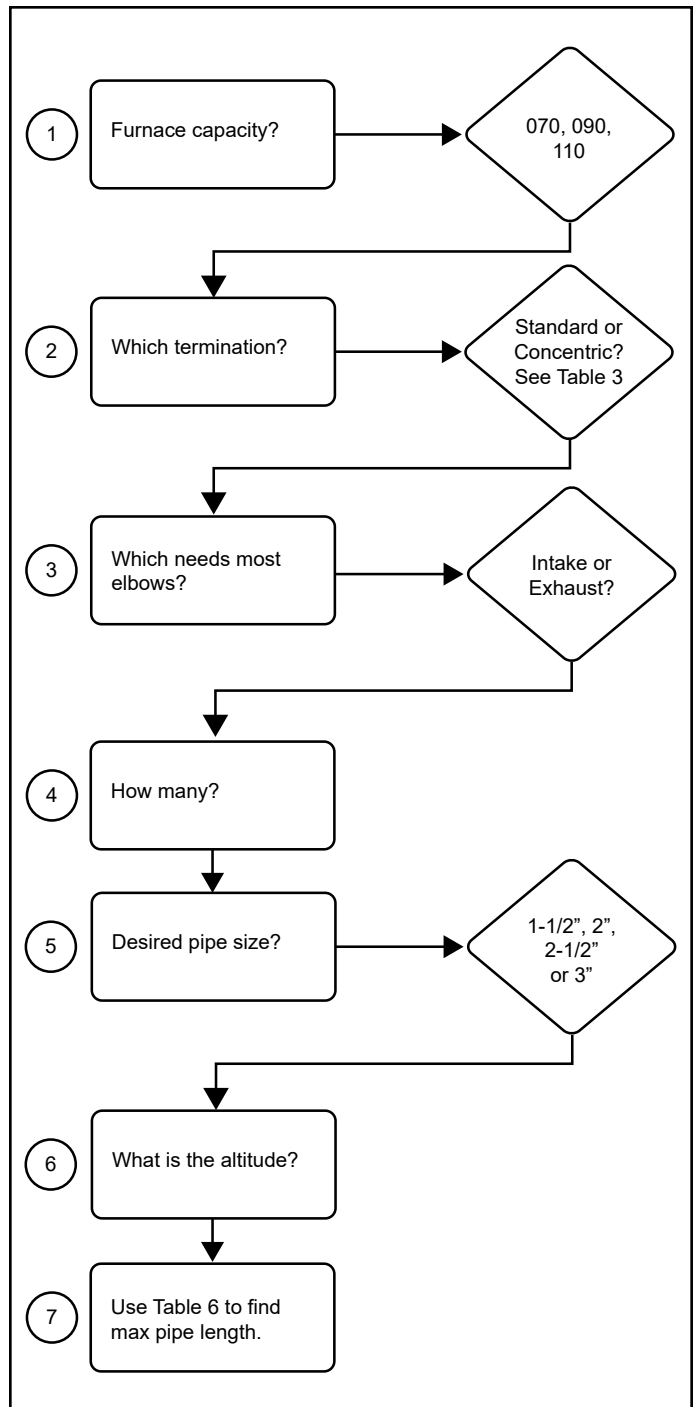 1
Furnace capacity?
070, 090,
110
2
Which termination?
Standard or
Concentric?
See Table 3
3
Which needs most
elbows?
Intake or
Exhaust?
4
How many?
5
Desired pipe size?
1-1/2”, 2”,
2-1/2”
or 3”
6
What is the altitude?
7
Use Table 6 to find
max pipe length.